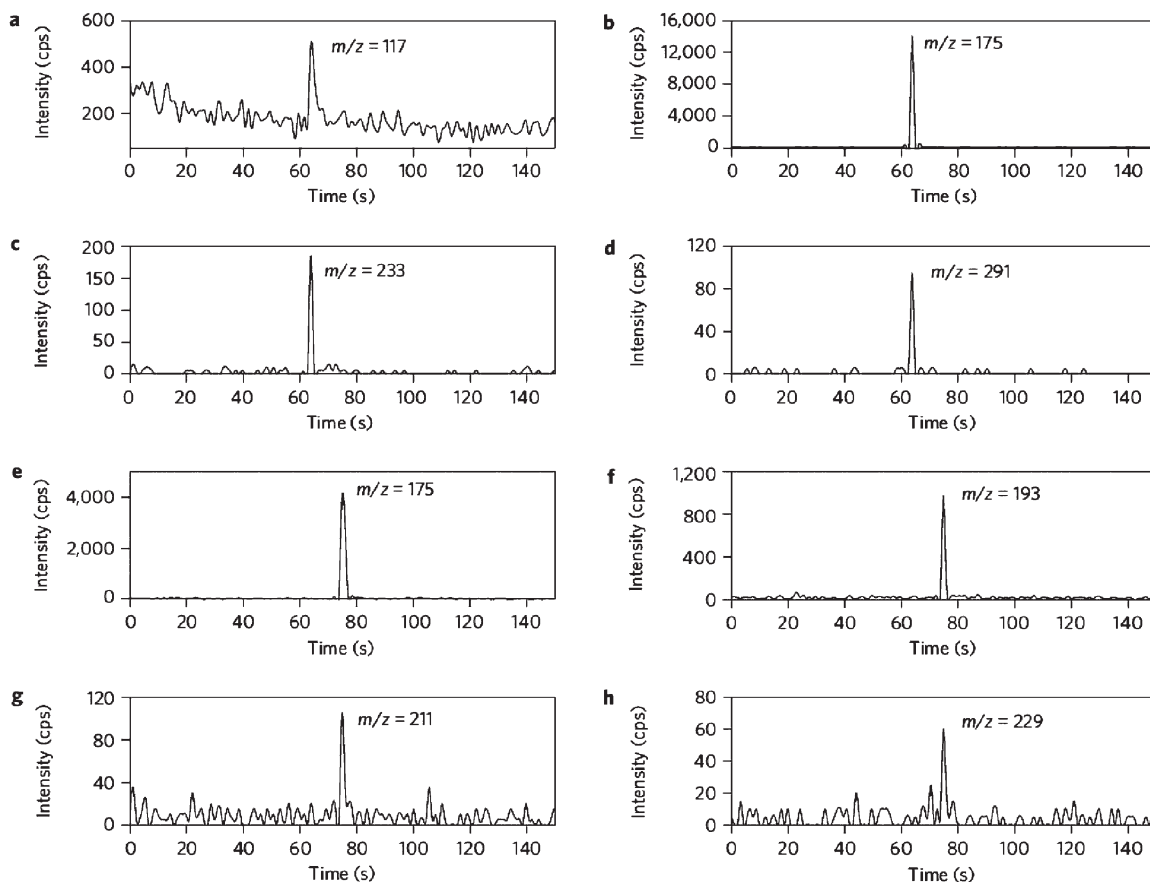 a
Intensity (cps)
600
400
200
m/z = 117
0 20 40 60 80 100 120 140
Time (s)
b
Intensity (cps)
16,000
12,000
8,000
4,000
0
m/z = 175
0 20 40 60 80 100 120 140
Time (s)
c
Intensity (cps)
200
150
100
50
0
m/z = 233
0 20 40 60 80 100 120 140
Time (s)
d
Intensity (cps)
120
80
40
0
m/z = 291
0 20 40 60 80 100 120 140
Time (s)
e
Intensity (cps)
4,000
2,000
0
m/z = 175
0 20 40 60 80 100 120 140
Time (s)
f
Intensity (cps)
1,200
800
400
0
m/z = 193
0 20 40 60 80 100 120 140
Time (s)
g
Intensity (cps)
120
80
40
0
m/z = 211
0 20 40 60 80 100 120 140
Time (s)
h
Intensity (cps)
80
60
40
20
0
m/z = 229
0 20 40 60 80 100 120 140
Time (s)